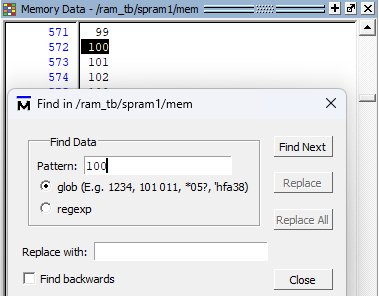 Memory Data - /ram_tb/spram1/mem
571 99
572 100
573 101
574 102
Find in /ram_tb/spram1/mem
Find Data
Pattern: 100
glob (E.g. 1234, 101 011, *05?, 'hfa38)
regexp
Find Next
Replace
Replace All
Replace with:
Find backwards
Close